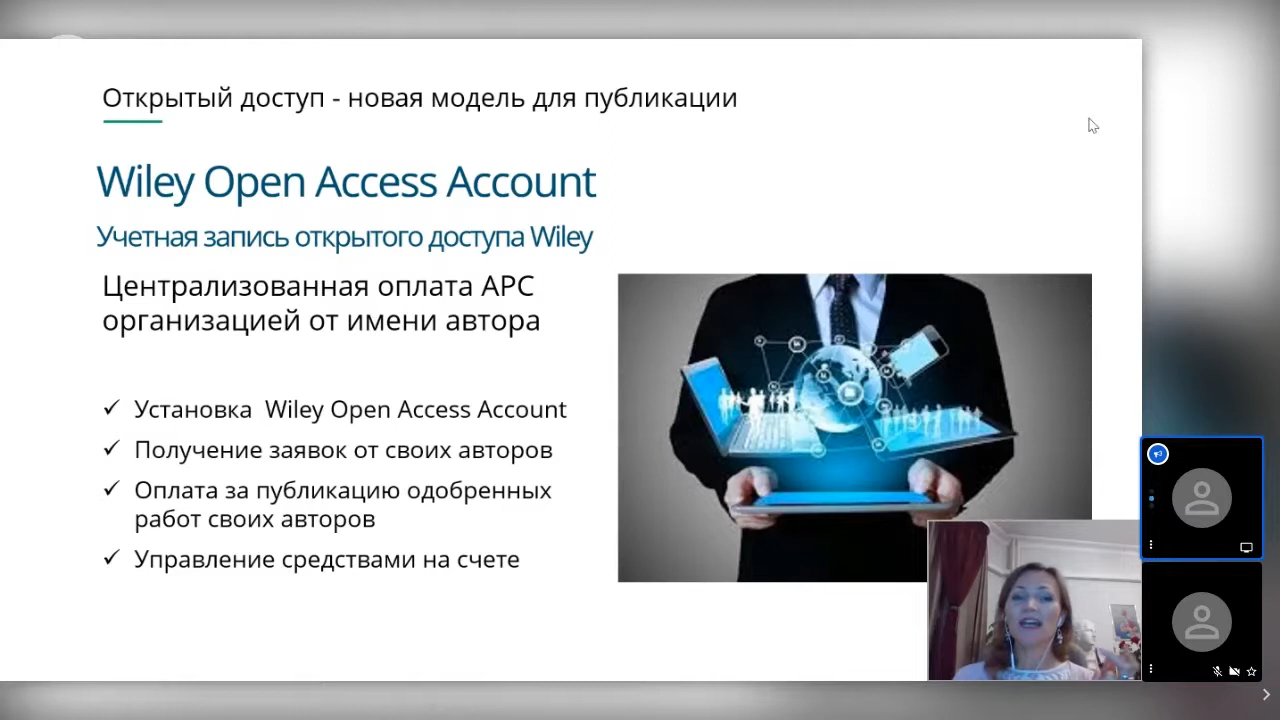 Открытый доступ - новая модель для публикации
Wiley Open Access Account
Учетная запись открытого доступа Wiley
Централизованная оплата APC
организацией от имени автора
✓ Установка Wiley Open Access Account
✓ Получение заявок от своих авторов
✓ Оплата за публикацию одобренных
работ своих авторов
✓ Управление средствами на счете